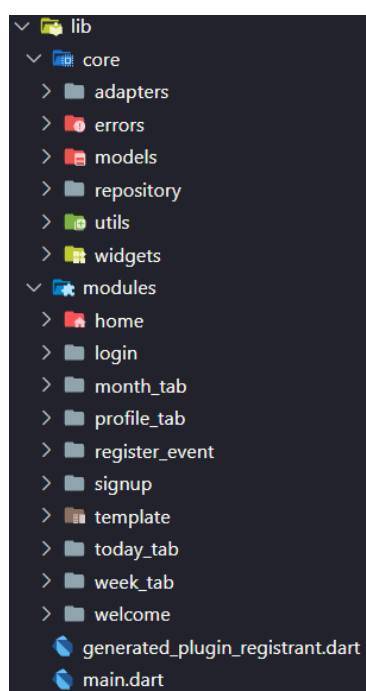 lib
core
adapters
errors
models
repository
utils
widgets
modules
home
login
month_tab
profile_tab
register_event
signup
template
today_tab
week_tab
welcome
generated_plugin_registrant.dart
main.dart